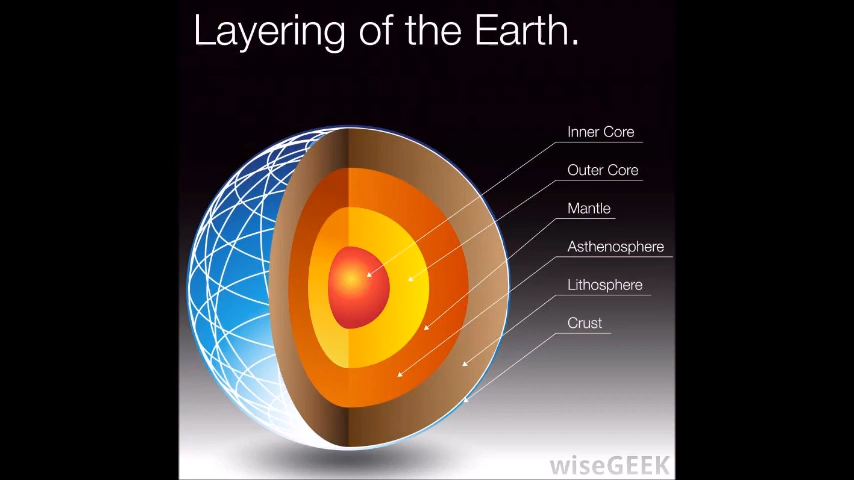 Layering of the Earth.
Inner Core
Outer Core
Mantle
Asthenosphere
Lithosphere
Crust
wiseGEEK